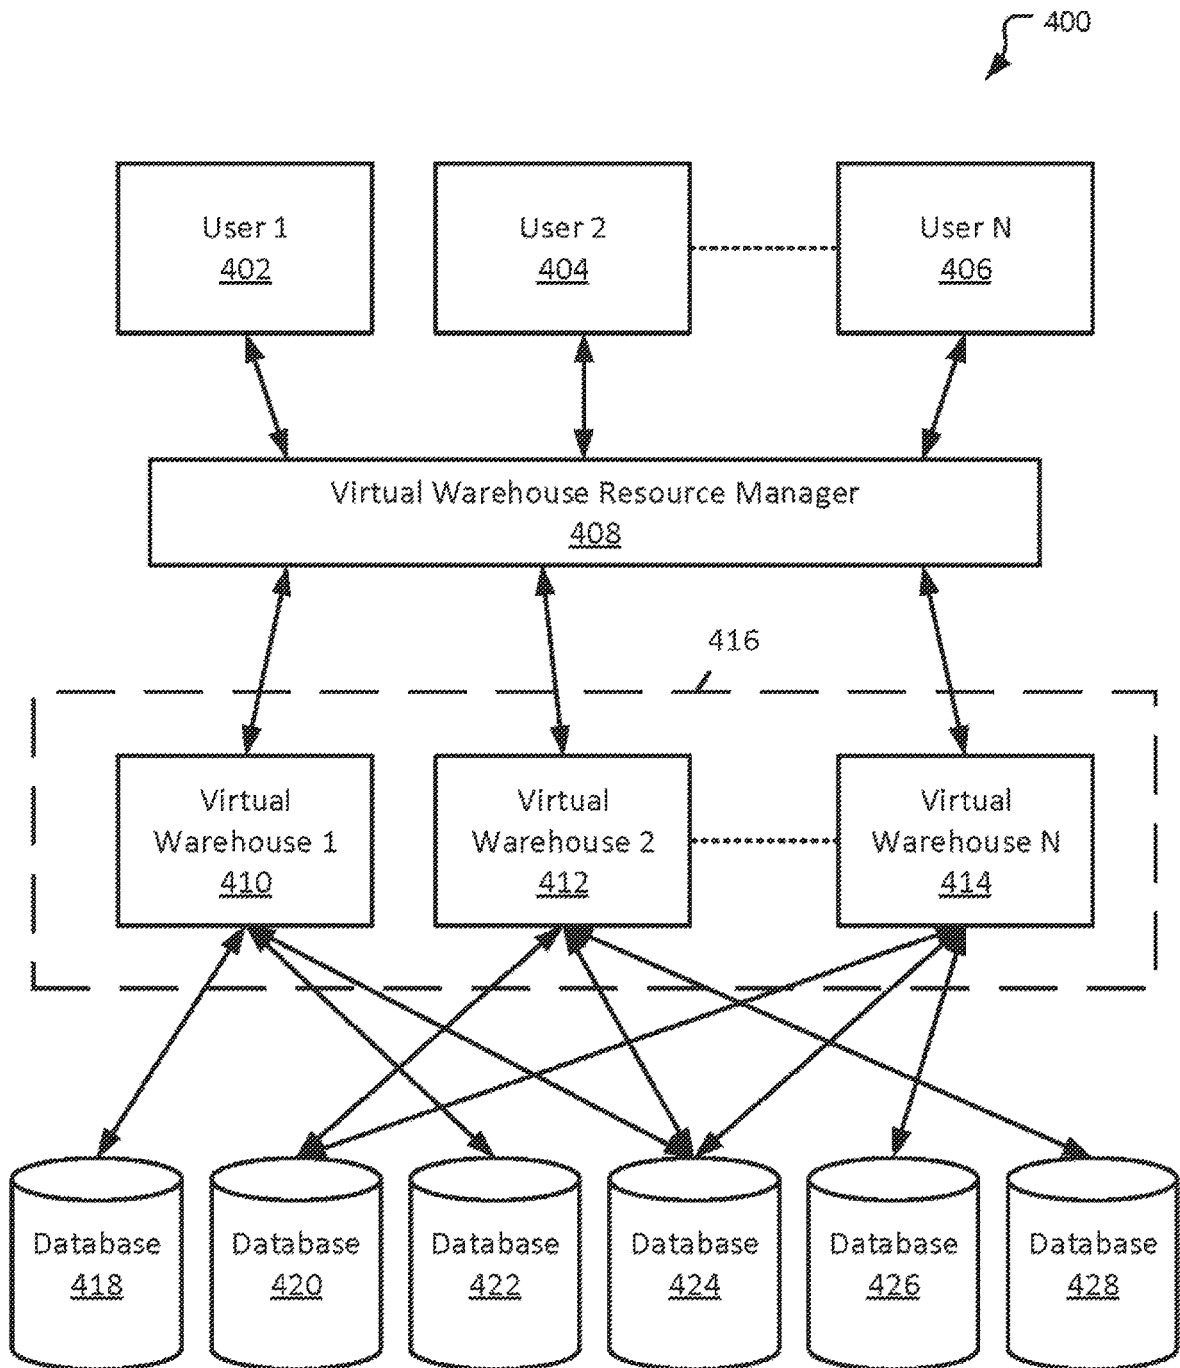 400
User 1
402
User 2
404
User N
406
Virtual Warehouse Resource Manager
408
416
Virtual
Warehouse 1
410
Virtual
Warehouse 2
412
Virtual
Warehouse N
414
Database
418
Database
420
Database
422
Database
424
Database
426
Database
428